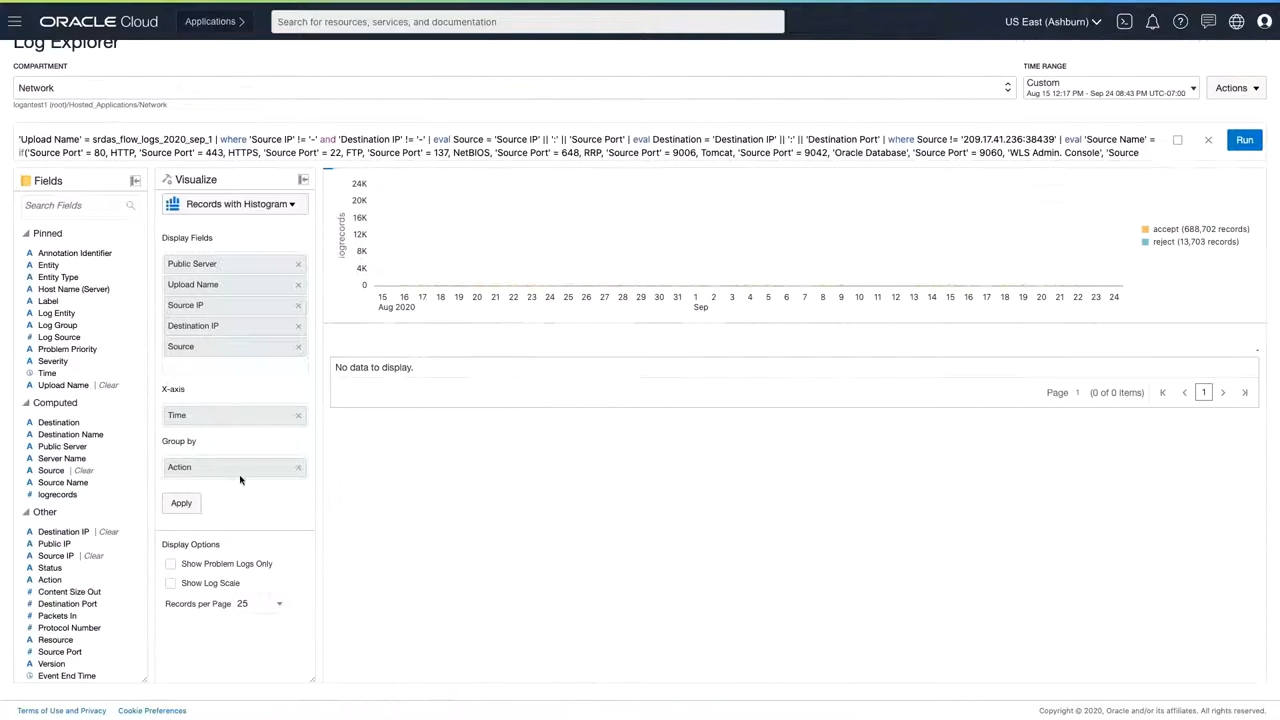 ORACLE Cloud
Applications
Search for resources, services, and documentation
US East (Ashburn)
Log Explorer
COMPARTMENT
Network
logantest1 (root)/Hosted_Applications/Network
TIME RANGE
Custom
Aug 15 12:17 PM - Sep 24 08:43 PM UTC-07:00
Actions
'Upload Name' = srdas_flow_logs_2020_sep_1 | where 'Source IP' != '-' and 'Destination IP' != '-' | eval Source = 'Source IP' || ':' || 'Source Port' | eval Destination = 'Destination IP' || ':' || 'Destination Port' | where Source != '209.17.41.236:38439' | eval 'Source Name' =
if('Source Port' = 80, HTTP, 'Source Port' = 443, HTTPS, 'Source Port' = 22, FTP, 'Source Port' = 137, NetBIOS, 'Source Port' = 648, RRP, 'Source Port' = 9006, Tomcat, 'Source Port' = 9042, 'Oracle Database', 'Source Port' = 9060, 'WLS Admin. Console', 'Source
Run
Fields
Search Fields
Pinned
A Annotation Identifier
A Entity
A Entity Type
A Host Name (Server)
A Label
A Log Entity
A Log Group
# Log Source
A Problem Priority
A Severity
Time
A Upload Name | Clear
Computed
A Destination
A Destination Name
A Public Server
A Server Name
A Source | Clear
A Source Name
# logrecords
Other
A Destination IP | Clear
A Public IP
A Source IP | Clear
A Status
A Action
# Content Size Out
# Destination Port
# Packets In
# Protocol Number
A Resource
# Source Port
A Version
Event End Time
Visualize
Records with Histogram
Display Fields
Public Server
Upload Name
Source IP
Destination IP
Source
X-axis
Time
Group by
Action
Apply
Display Options
Show Problem Logs Only
Show Log Scale
Records per Page 25
logrecords
24K
20K
16K
12K
8K
4K
0
15 16 17 18 19 20 21 22 23 24 25 26 27 28 29 30 31 1 2 3 4 5 6 7 8 9 10 11 12 13 14 15 16 17 18 19 20 21 22 23 24
Aug 2020 Sep
accept (688,702 records)
reject (13,703 records)
No data to display.
Page 1 (0 of 0 items) 1
Terms of Use and Privacy Cookie Preferences
Copyright © 2020, Oracle and/or its affiliates. All rights reserved.